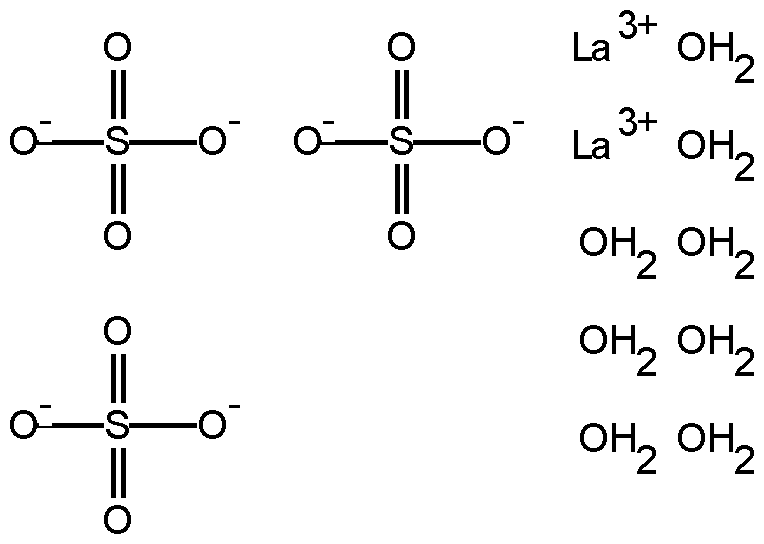 O O La3+ OH2
O- S O- O- S O- La3+ OH2
O O OH2 OH2
O OH2 OH2
O- S O- OH2 OH2
O